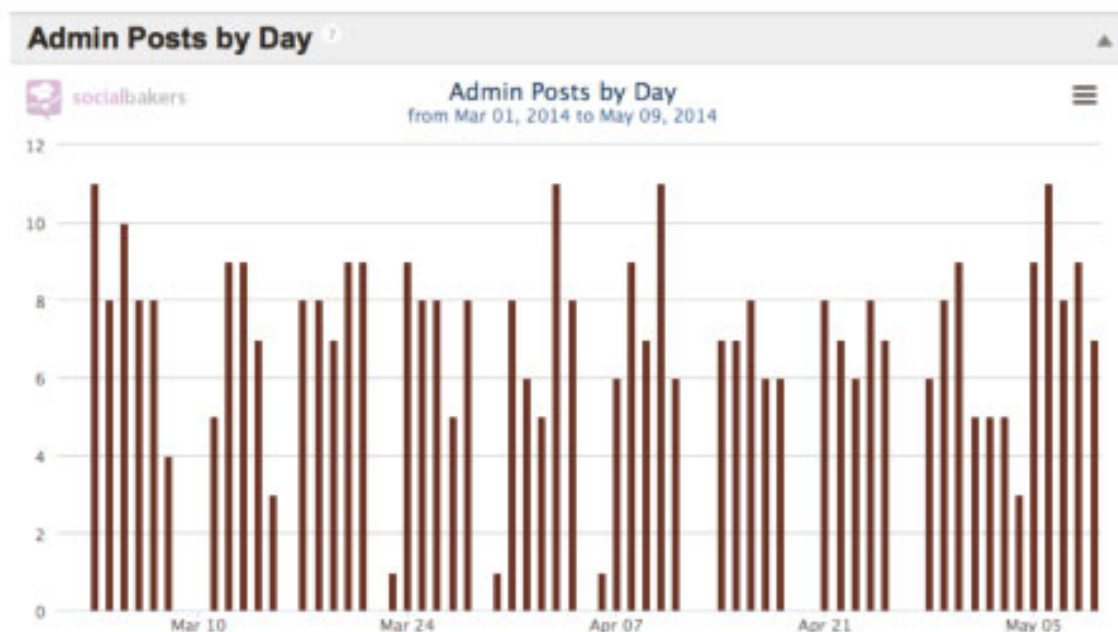 Admin Posts by Day ?
socialbakers
Admin Posts by Day
from Mar 01, 2014 to May 09, 2014
12
10
8
6
4
2
0
Mar 10 Mar 24 Apr 07 Apr 21 May 05